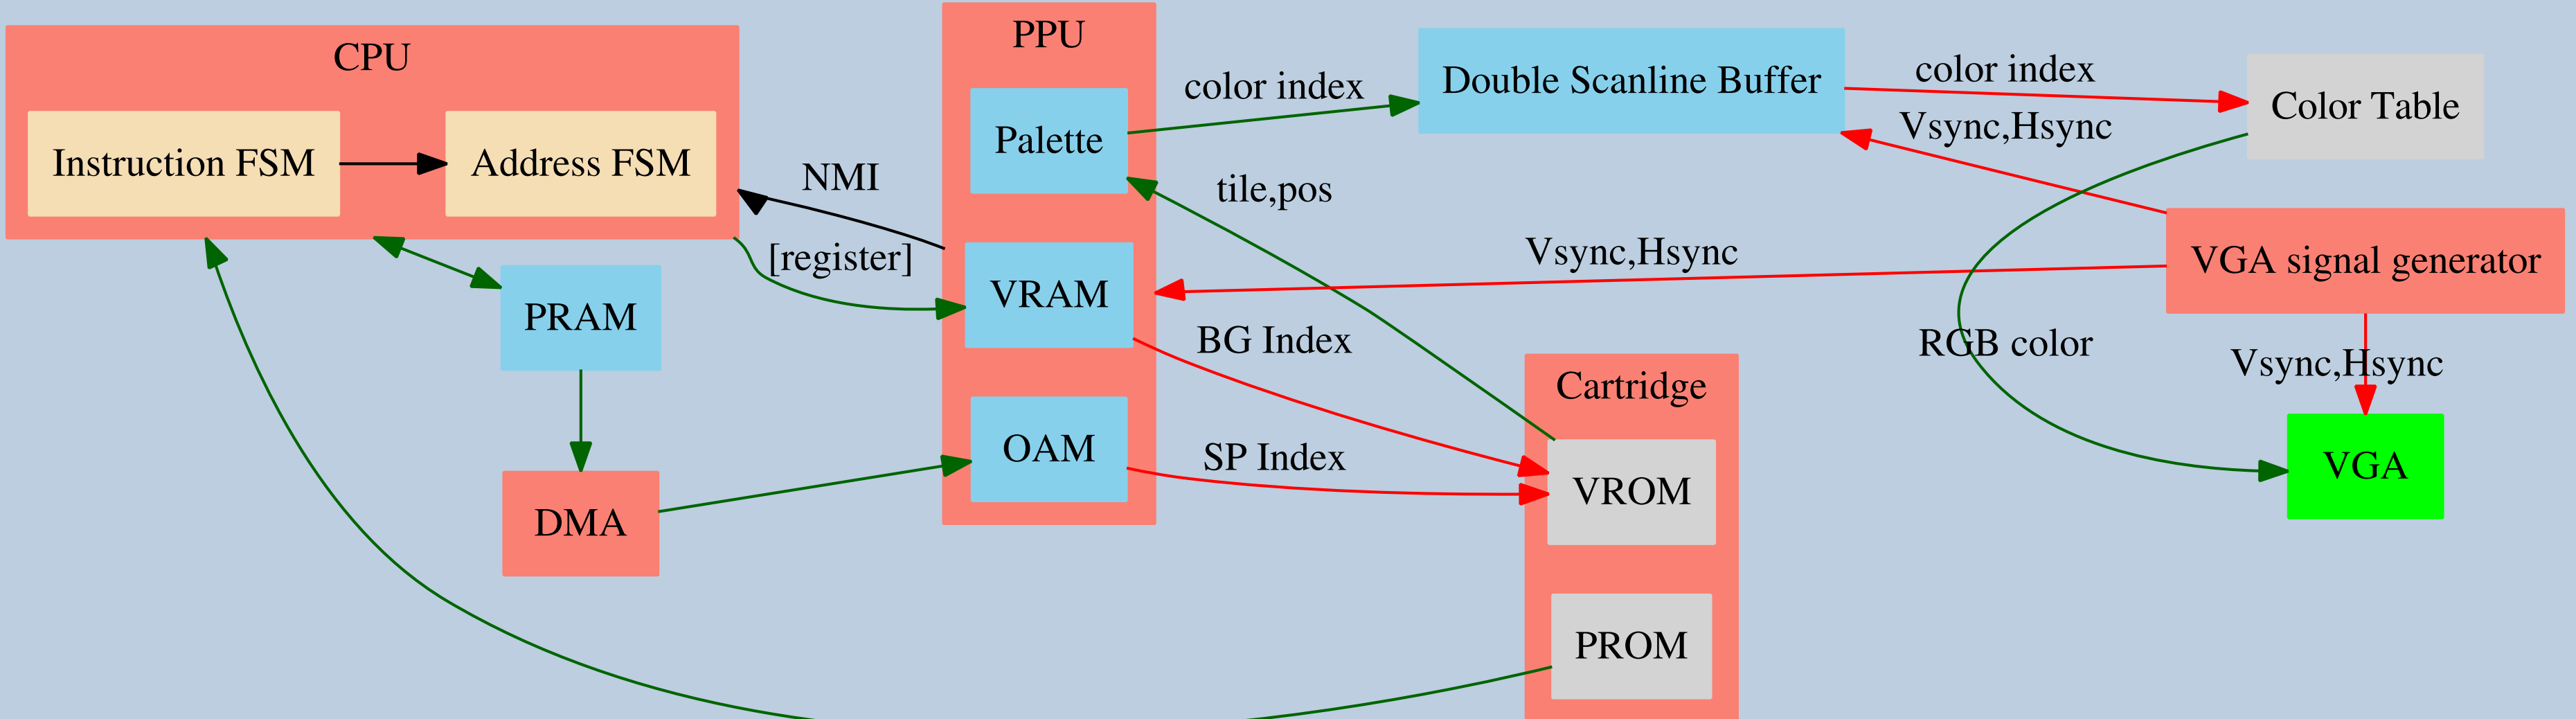 CPU
Instruction FSM
Address FSM
PRAM
DMA
NMI
[register]
PPU
Palette
VRAM
OAM
color index
tile,pos
Vsync,Hsync
BG Index
SP Index
Double Scanline Buffer
Cartridge
VROM
PROM
color index
Vsync,Hsync
Color Table
VGA signal generator
RGB color
Vsync,Hsync
VGA